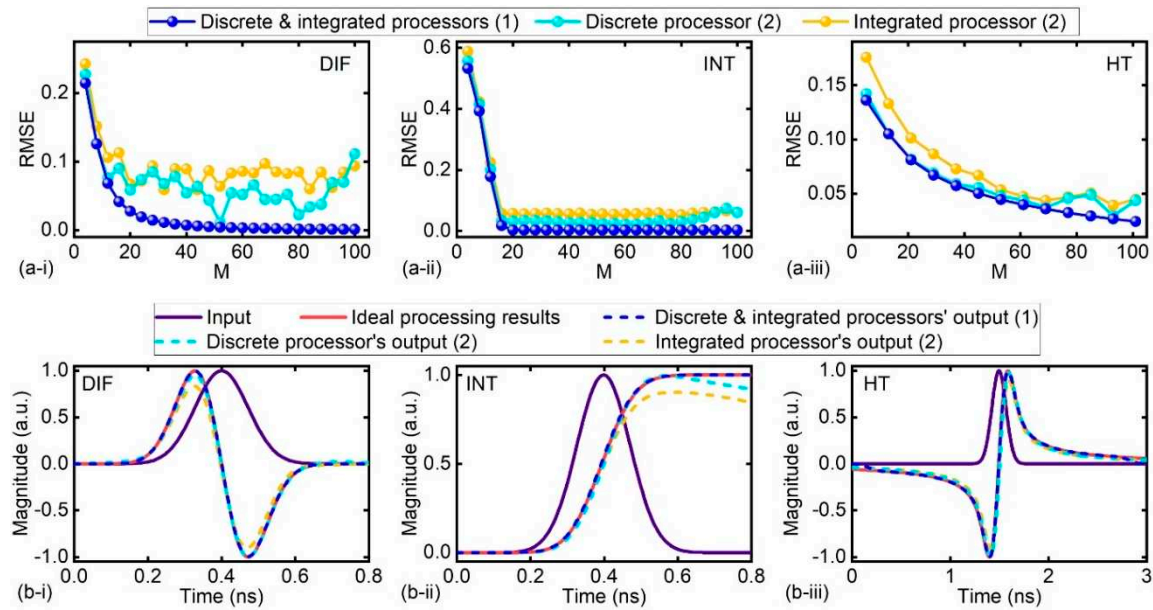 Discrete & integrated processors (1) Discrete processor (2) Integrated processor (2)
DIF INT HT
0.2 0.1 0.0
0.6 0.4 0.2 0.0
0.15 0.10 0.05
RMSE RMSE RMSE
0 20 40 60 80 100 0 20 40 60 80 100 0 20 40 60 80 100
(a-i) M (a-ii) M (a-iii) M
Input Ideal processing results Discrete & integrated processors' output (1)
Discrete processor's output (2) Integrated processor's output (2)
DIF INT HT
1.0 0.5 0.0 -0.5 -1.0
1.0 0.5 0.0
1.0 0.5 0.0 -0.5 -1.0
Magnitude (a.u.) Magnitude (a.u.) Magnitude (a.u.)
0.0 0.2 0.4 0.6 0.8 0.0 0.2 0.4 0.6 0.8 0 1 2 3
(b-i) Time (ns) (b-ii) Time (ns) (b-iii) Time (ns)